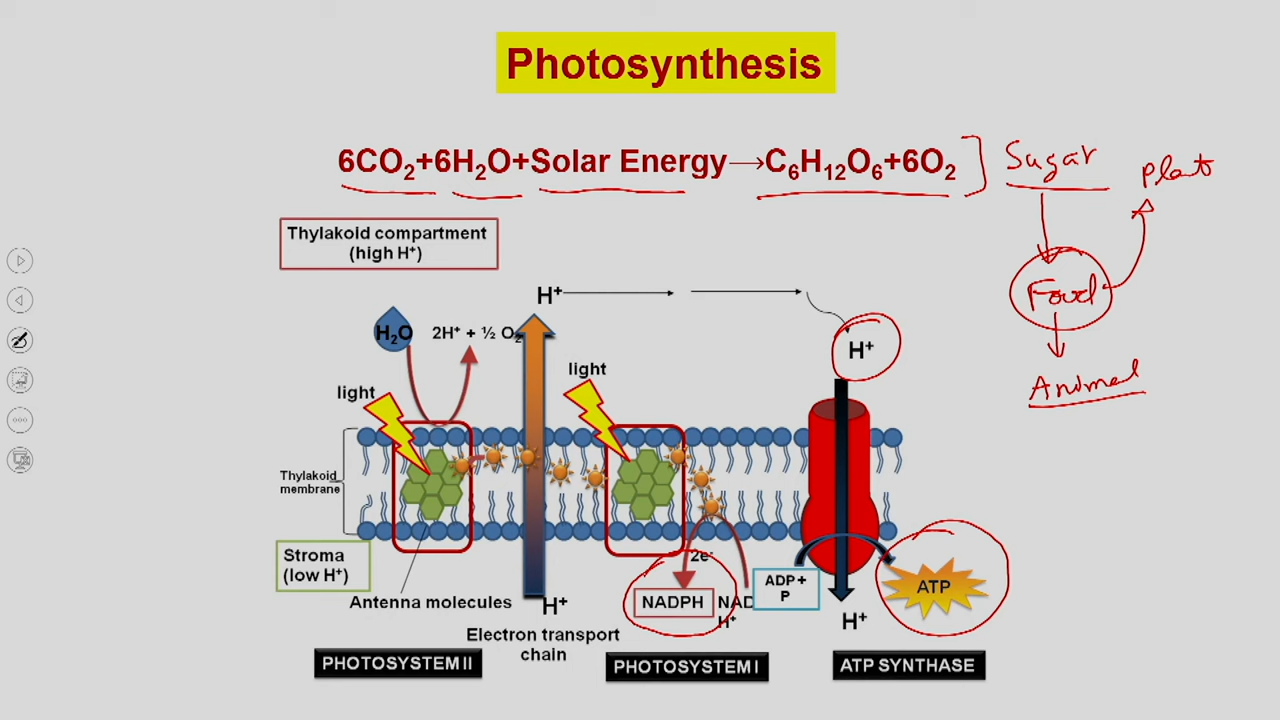 Photosynthesis
6CO₂+6H₂O+Solar Energy→C₆H₁₂O₆+6O₂
Sugar
Plant
Food
Animal
Thylakoid compartment
(high H⁺)
H⁺
H⁺
H₂O
2H⁺ + ½ O₂
light
light
Thylakoid
membrane
Stroma
(low H⁺)
2e⁻
Antenna molecules
H⁺
NADPH
NAD
H⁺
ADP +
P
ATP
H⁺
Electron transport
chain
PHOTOSYSTEM II
PHOTOSYSTEM I
ATP SYNTHASE